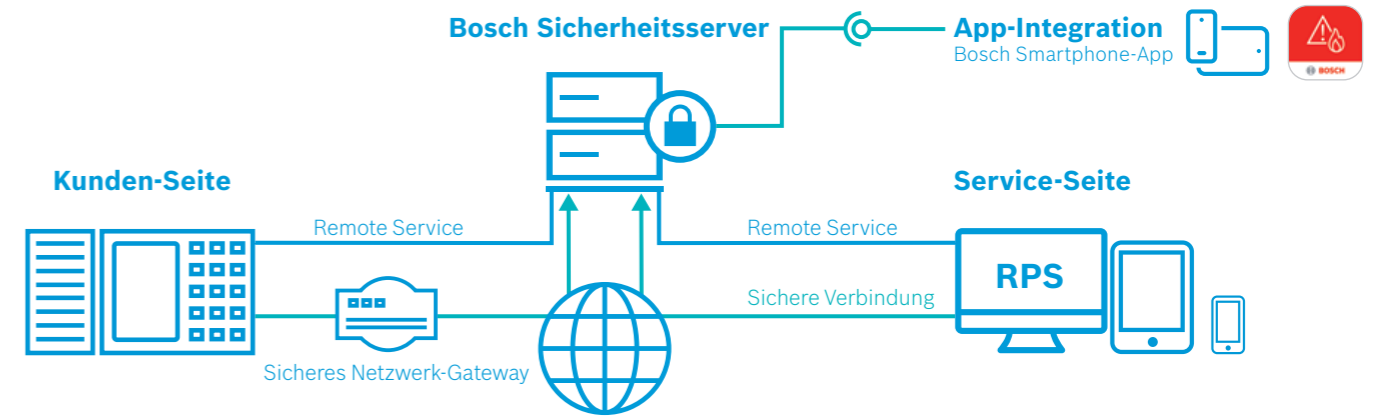 Bosch Sicherheitsserver
App-Integration
Bosch Smartphone-App
BOSCH
Kunden-Seite
Service-Seite
Remote Service
Remote Service
RPS
Sichere Verbindung
Sicheres Netzwerk-Gateway